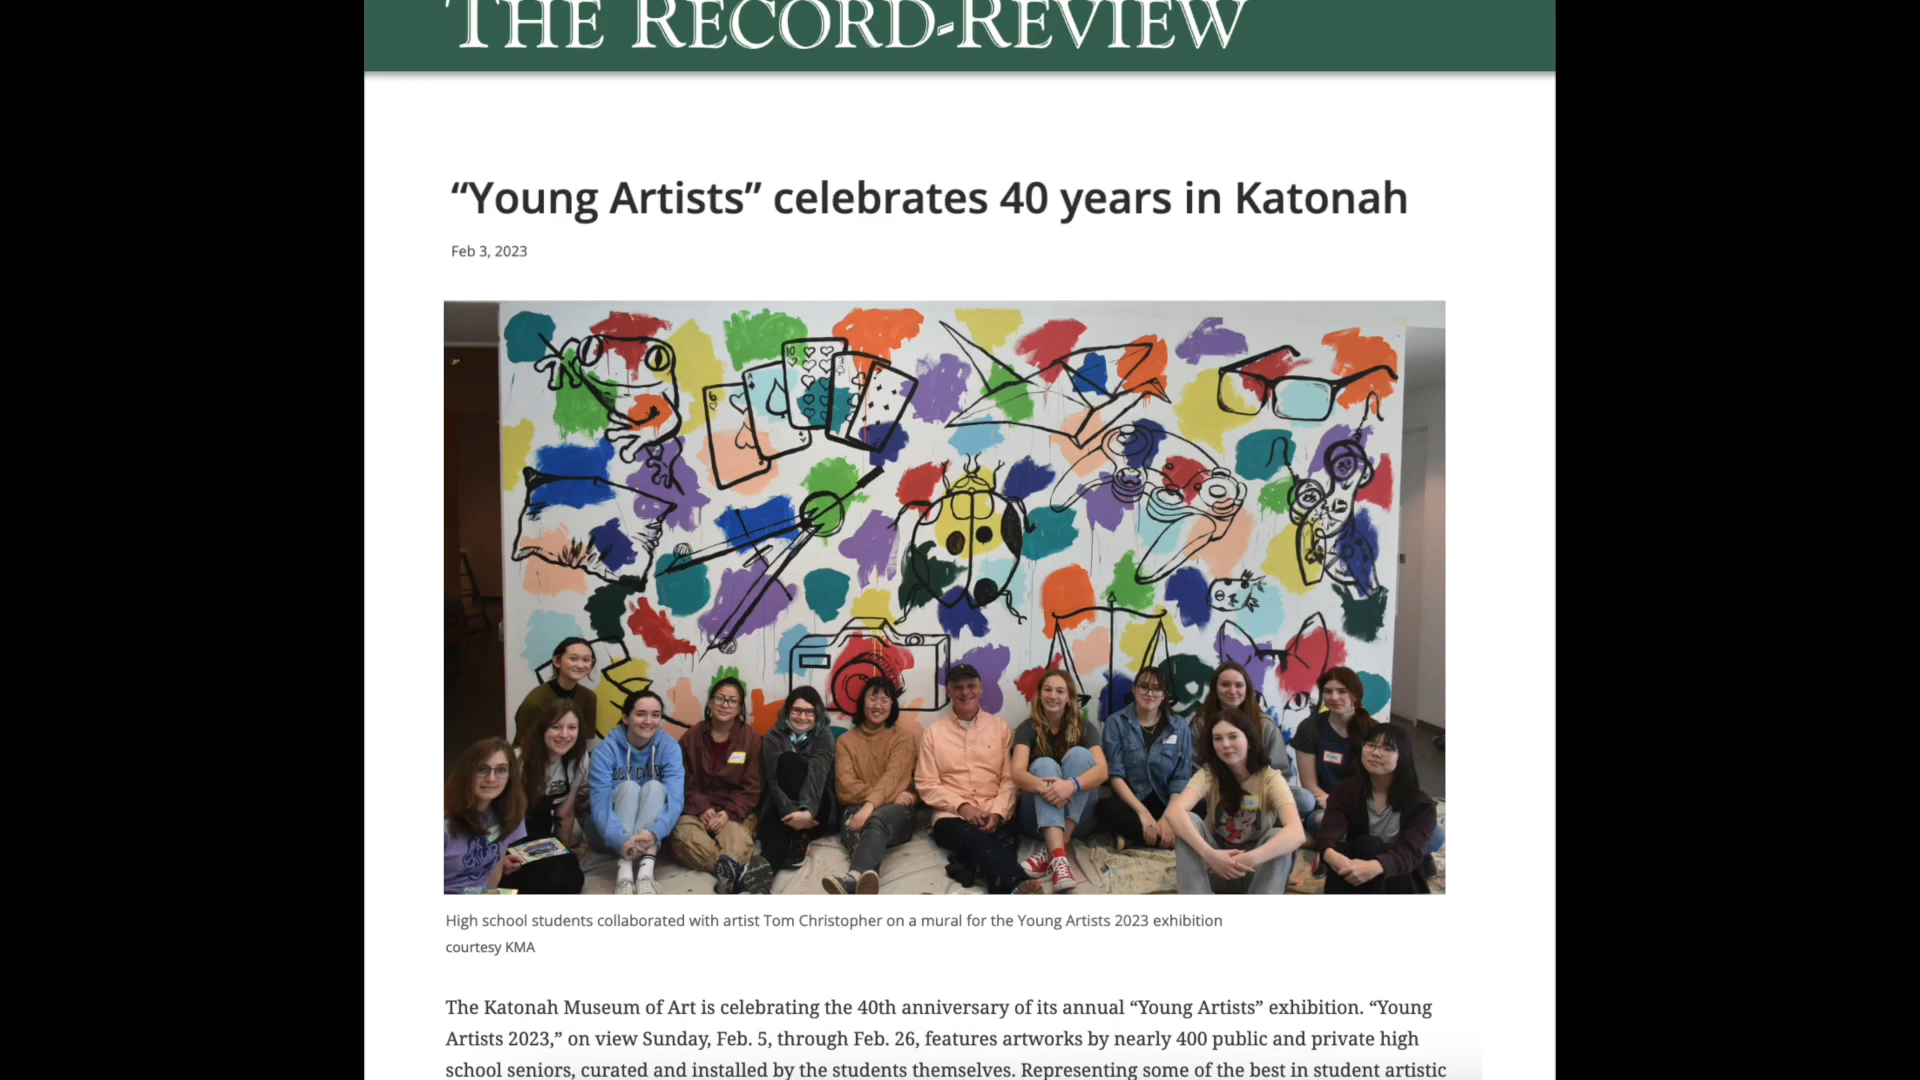 THE RECORD-REVIEW
“Young Artists” celebrates 40 years in Katonah
Feb 3, 2023
High school students collaborated with artist Tom Christopher on a mural for the Young Artists 2023 exhibition
courtesy KMA
The Katonah Museum of Art is celebrating the 40th anniversary of its annual “Young Artists” exhibition. “Young
Artists 2023,” on view Sunday, Feb. 5, through Feb. 26, features artworks by nearly 400 public and private high
school seniors, curated and installed by the students themselves. Representing some of the best in student artistic